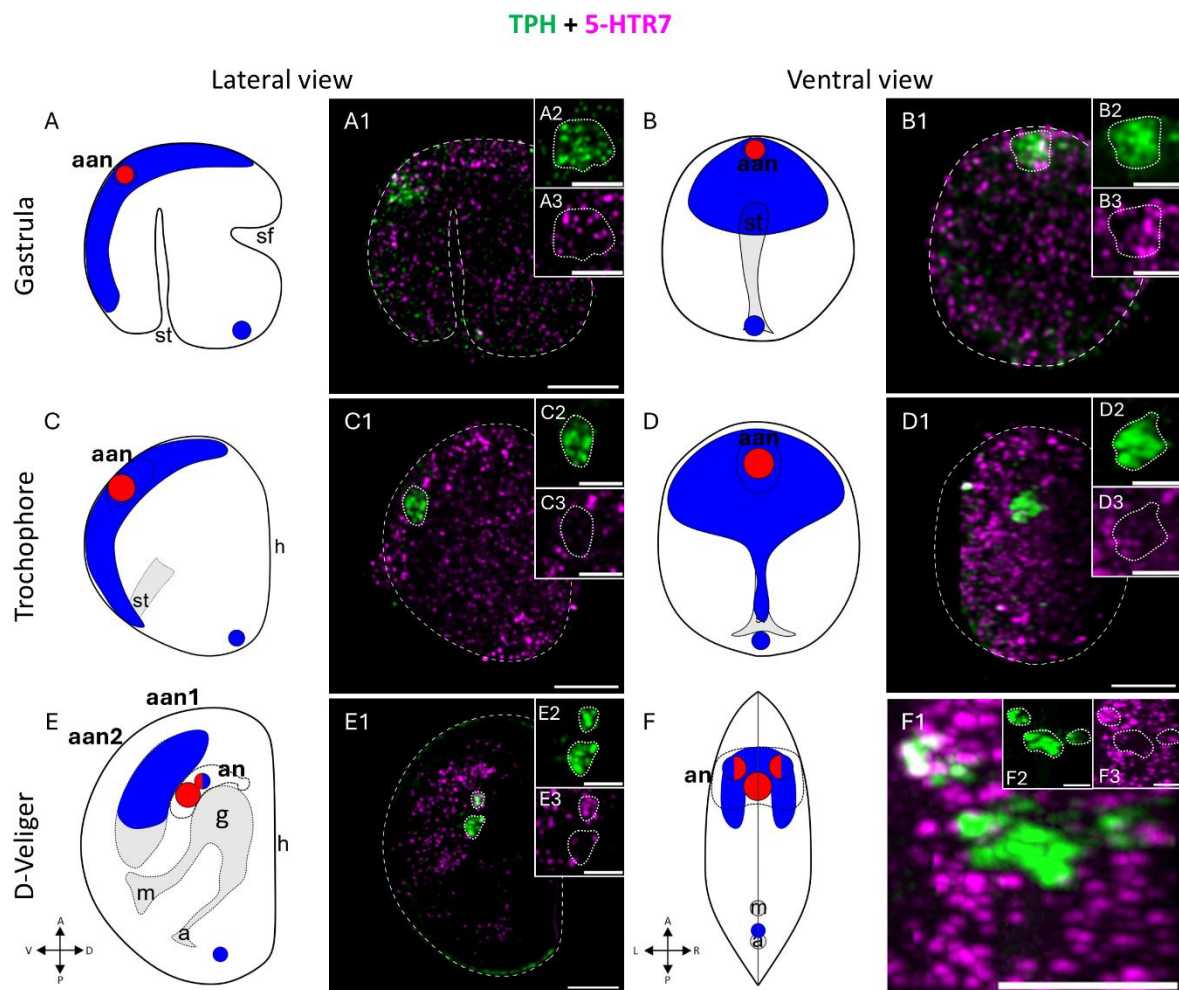 TPH + 5-HTR7
Lateral view
Ventral view
Gastrula
A
aan
sf
st
A1
A2
A3
B
aan
st
B1
B2
B3
Trochophore
C
aan
st
h
C1
C2
C3
D
aan
D1
D2
D3
D-Veliger
E
aan1
aan2
an
g
h
m
a
A
V D
P
E1
E2
E3
F
an
m
a
A
L R
P
F1
F2
F3